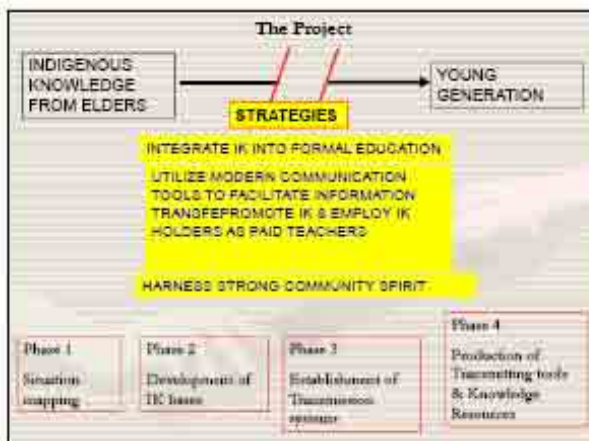 The Project
INDIGENOUS
KNOWLEDGE
FROM ELDERS
YOUNG
GENERATION
STRATEGIES
INTEGRATE IK INTO FORMAL EDUCATION
UTILIZE MODERN COMMUNICATION
TOOLS TO FACILITATE INFORMATION
TRANSFEPROMOTE IK & EMPLOY IK
HOLDERS AS PAID TEACHERS
HARNESS STRONG COMMUNITY SPIRIT
Phase 1
Situation
mapping
Phase 2
Development of
IK bases
Phase 3
Establishment of
Transmission
systems
Phase 4
Production of
Transmitting tools
& Knowledge
Resources